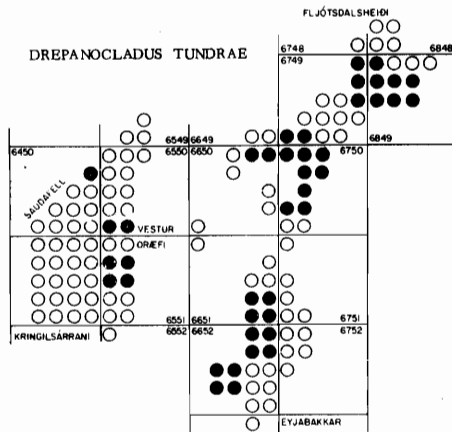 FLJÓTSDALSHEIÐI
DREPANOCLADUS TUNDRAE
6748 6848
6749
6549 6649
6849
6450 6550 6650 6750
SAUÐAFELL
VESTUR
ÖRÆFI
6551 6651 6751
KRINGILSÁRRANI 6552 6652 6752
EYJABAKKAR